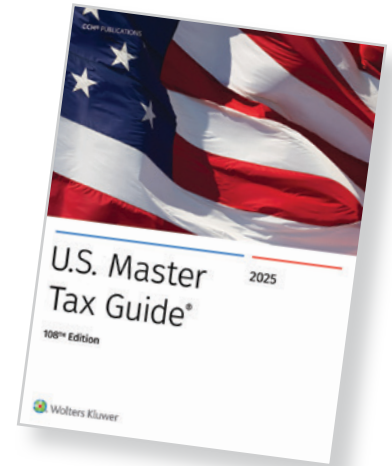 CCH® PUBLICATIONS
U.S. Master
Tax Guide®
2025
108TH Edition
Wolters Kluwer